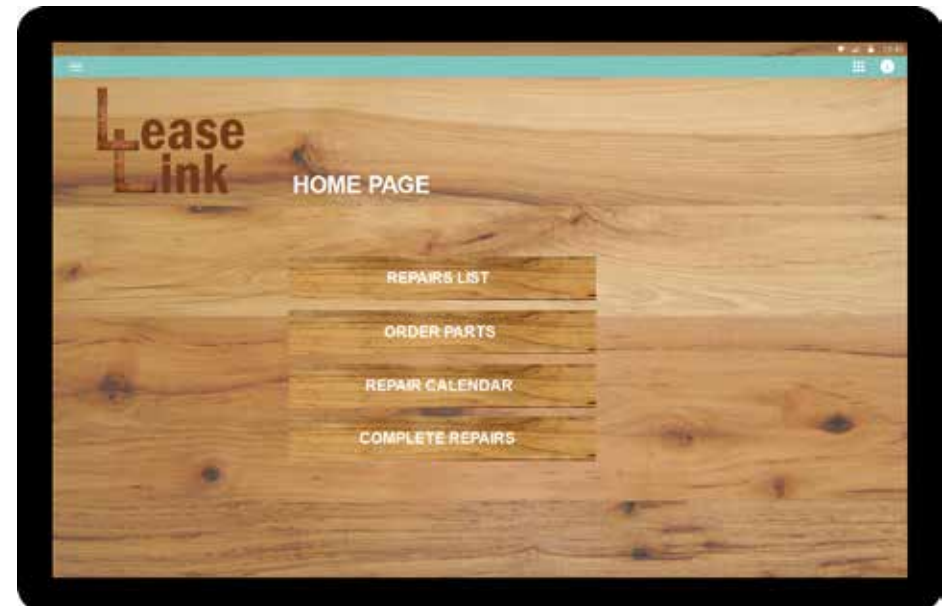 Lease
Link
HOME PAGE
REPAIRS LIST
ORDER PARTS
REPAIR CALENDAR
COMPLETE REPAIRS